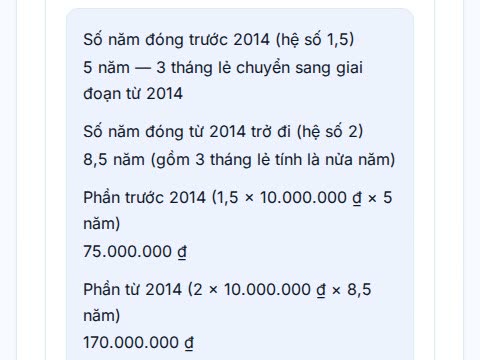 Số năm đóng trước 2014 (hệ số 1,5)
5 năm — 3 tháng lẻ chuyển sang giai
đoạn từ 2014
Số năm đóng từ 2014 trở đi (hệ số 2)
8,5 năm (gồm 3 tháng lẻ tính là nửa năm)
Phần trước 2014 (1,5 × 10.000.000 ₫ × 5
năm)
75.000.000 ₫
Phần từ 2014 (2 × 10.000.000 ₫ × 8,5
năm)
170.000.000 ₫